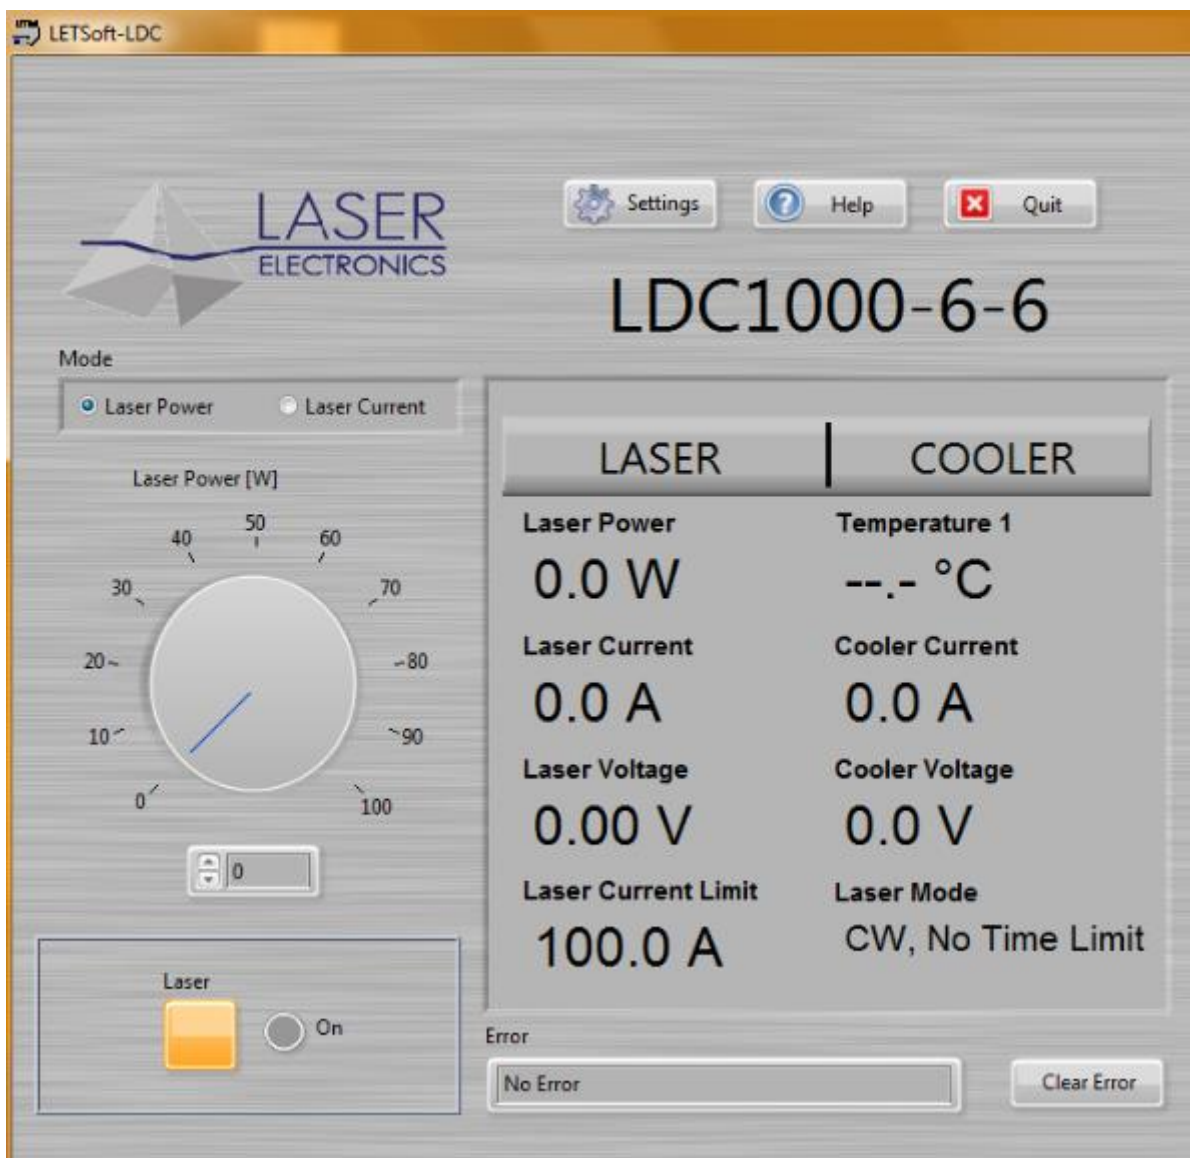 LETSoft-LDC
LASER
ELECTRONICS
Settings
Help
Quit
LDC1000-6-6
Mode
Laser Power
Laser Current
Laser Power [W]
0
10
20
30
40
50
60
70
80
90
100
0
Laser
On
LASER
COOLER
Laser Power
Temperature 1
0.0 W
--.- °C
Laser Current
Cooler Current
0.0 A
0.0 A
Laser Voltage
Cooler Voltage
0.00 V
0.0 V
Laser Current Limit
Laser Mode
100.0 A
CW, No Time Limit
Error
No Error
Clear Error